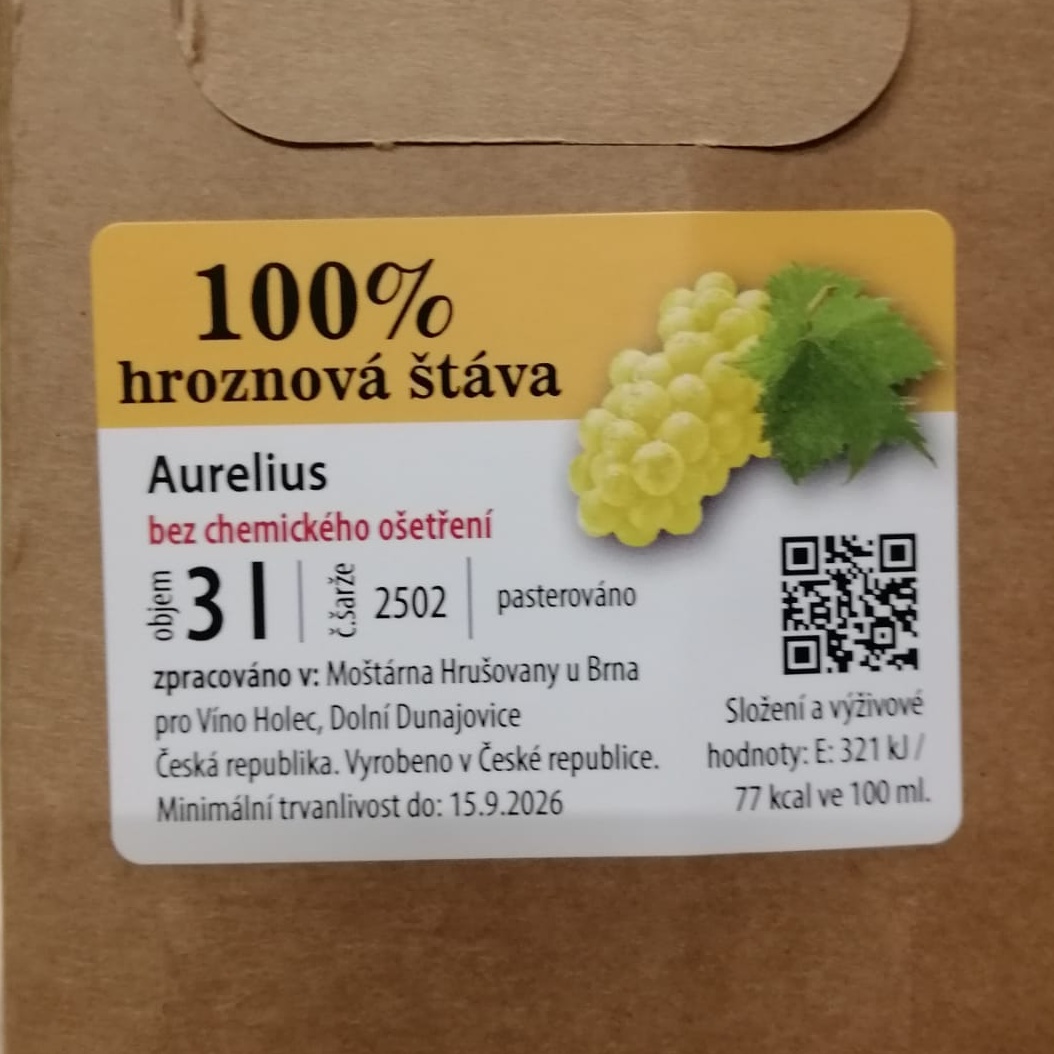 100%
hroznová štáva
Aurelius
bez chemického ošetření
objem 3 l č.šarže 2502 pasterováno
zpracováno v: Moštárna Hrušovany u Brna
pro Víno Holec, Dolní Dunajovice
Česká republika. Vyrobeno v České republice.
Minimální trvanlivost do: 15.9.2026
Složení a výživové
hodnoty: E: 321 kJ /
77 kcal ve 100 ml.